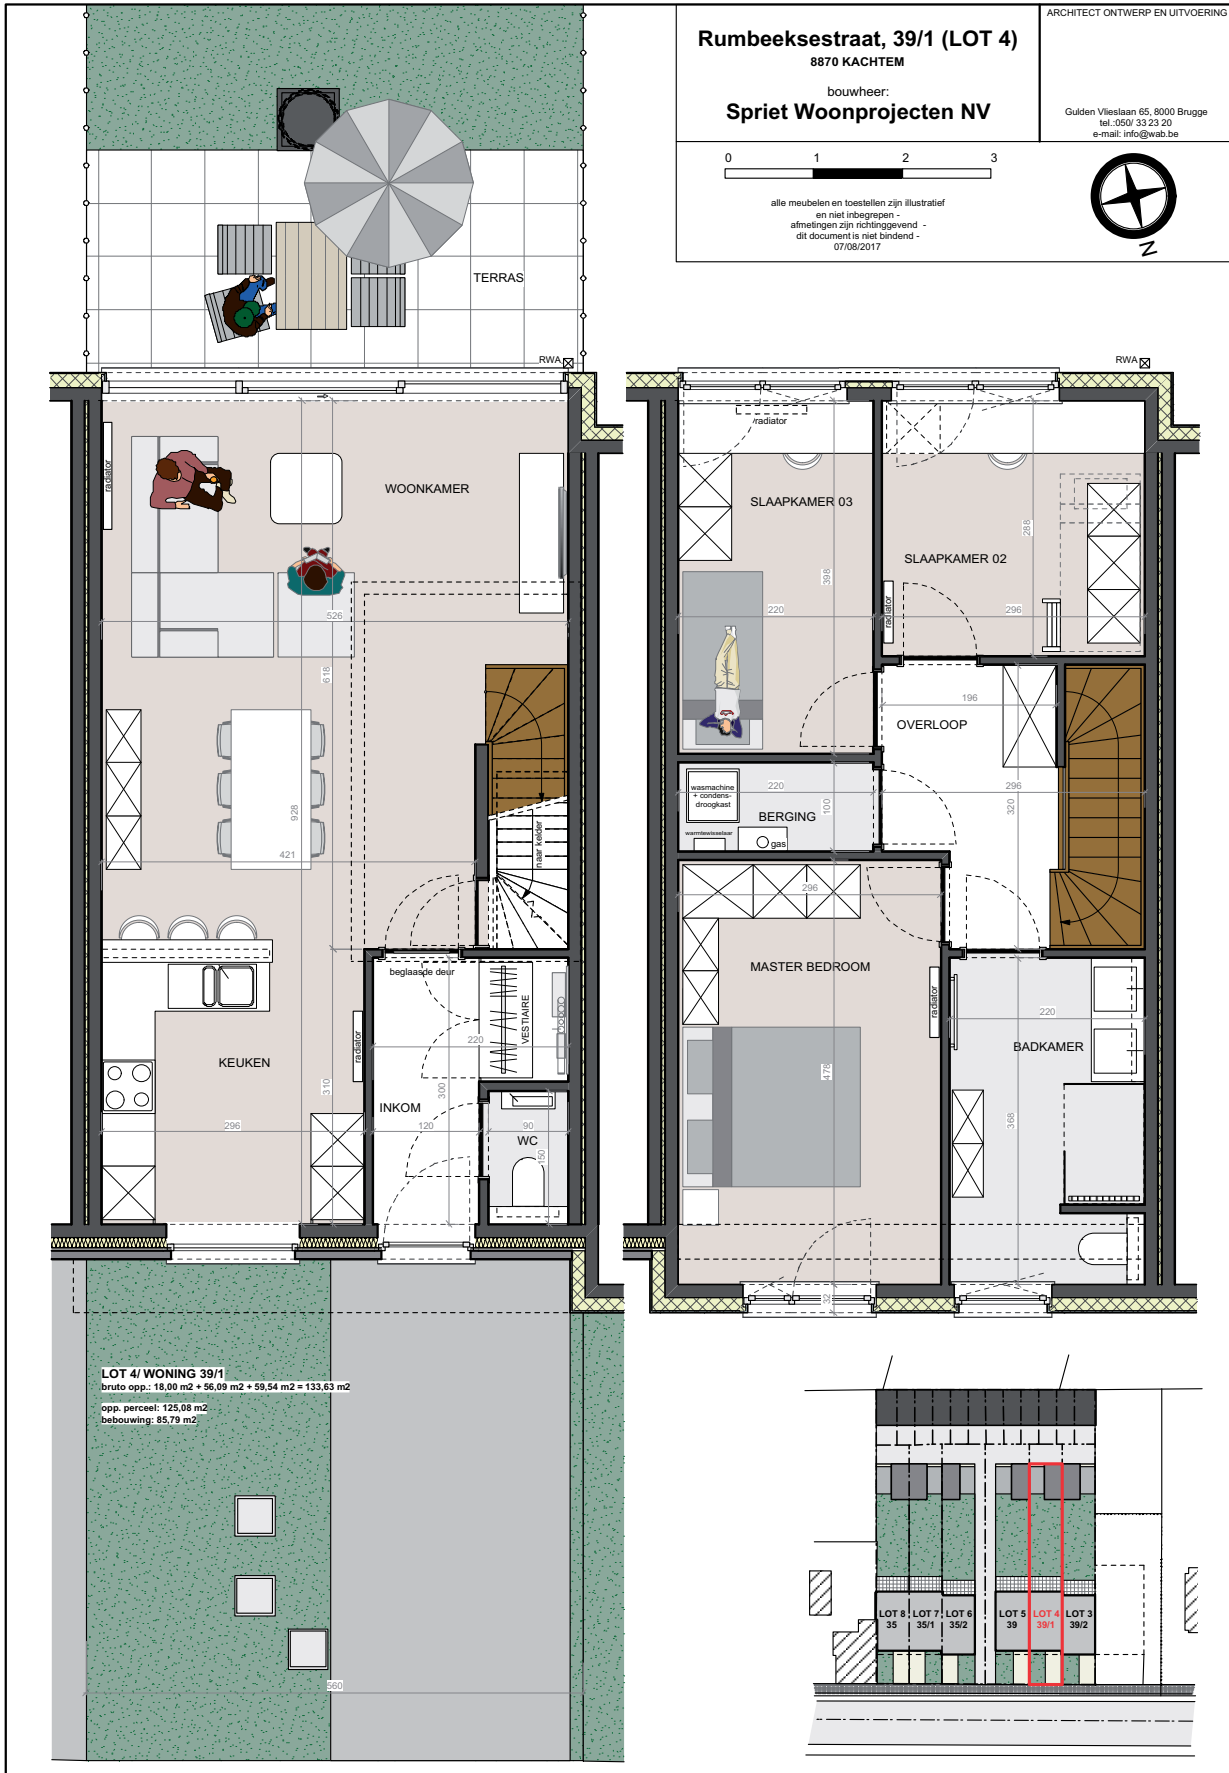 Rumbeeksestraat, 39/1 (LOT 4)
8870 KACHTEM
bouwheer:
Spriet Woonprojecten NV
ARCHITECT ONTWERP EN UITVOERING
Gulden Vlieslaan 65, 8000 Brugge
tel.:050/ 33 23 20
e-mail: info@wab.be
0 1 2 3
alle meubelen en toestellen zijn illustratief
en niet inbegrepen -
afmetingen zijn richtinggevend -
dit document is niet bindend -
07/08/2017
N
TERRAS
RWA
radiator
WOONKAMER
526
618
928
421
naar kelder
beglaasde deur
VESTIAIRE
220
KEUKEN
radiator
310
300
INKOM
296
120
90
WC
150
RWA
radiator
SLAAPKAMER 03
398
220
288
SLAAPKAMER 02
radiator
296
196
OVERLOOP
wasmachine
+ condens-
droogkast
220
100
BERGING
warmtewisselaar
gas
296
320
296
MASTER BEDROOM
radiator
478
220
BADKAMER
368
32
LOT 4/ WONING 39/1
bruto opp.: 18,00 m2 + 56,09 m2 + 59,54 m2 = 133,63 m2
opp. perceel: 125,08 m2
bebouwing: 85,79 m2
560
LOT 8
35
LOT 7
35/1
LOT 6
35/2
LOT 5
39
LOT 4
39/1
LOT 3
39/2